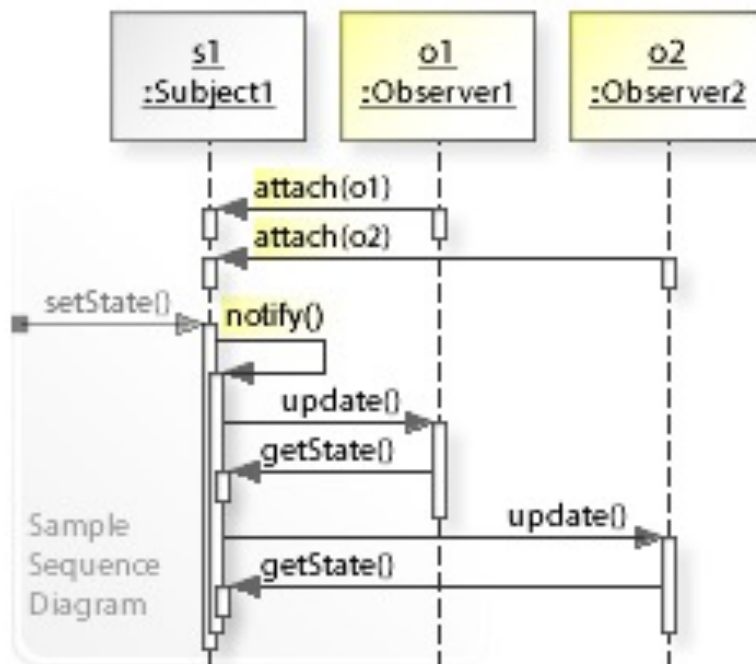 s1
:Subject1
o1
:Observer1
o2
:Observer2
attach(o1)
attach(o2)
setState()
notify()
update()
getState()
update()
getState()
Sample
Sequence
Diagram